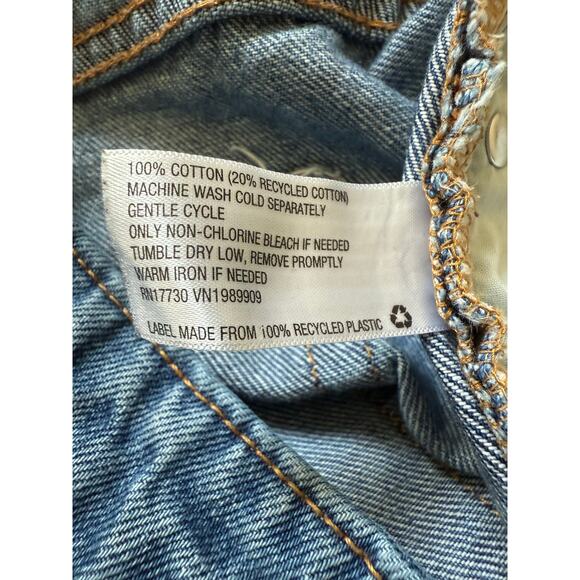 100% COTTON (20% RECYCLED COTTON)
MACHINE WASH COLD SEPARATELY
GENTLE CYCLE
ONLY NON-CHLORINE BLEACH IF NEEDED
TUMBLE DRY LOW, REMOVE PROMPTLY
WARM IRON IF NEEDED
RN17730 VN1989909
LABEL MADE FROM 100% RECYCLED PLASTIC